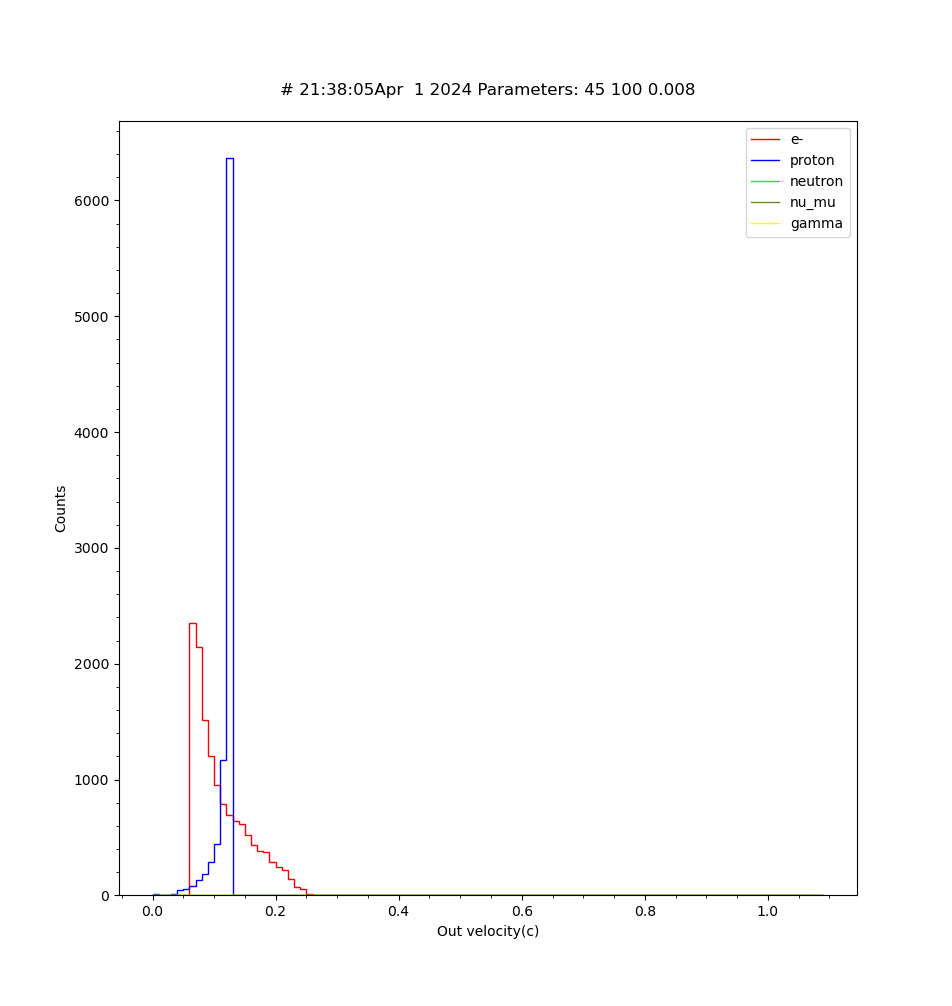 # 21:38:05Apr  1 2024 Parameters: 45 100 0.008
e-
proton
neutron
nu_mu
gamma
6000
5000
4000
3000
2000
1000
0
Counts
0.0 0.2 0.4 0.6 0.8 1.0
Out velocity(c)